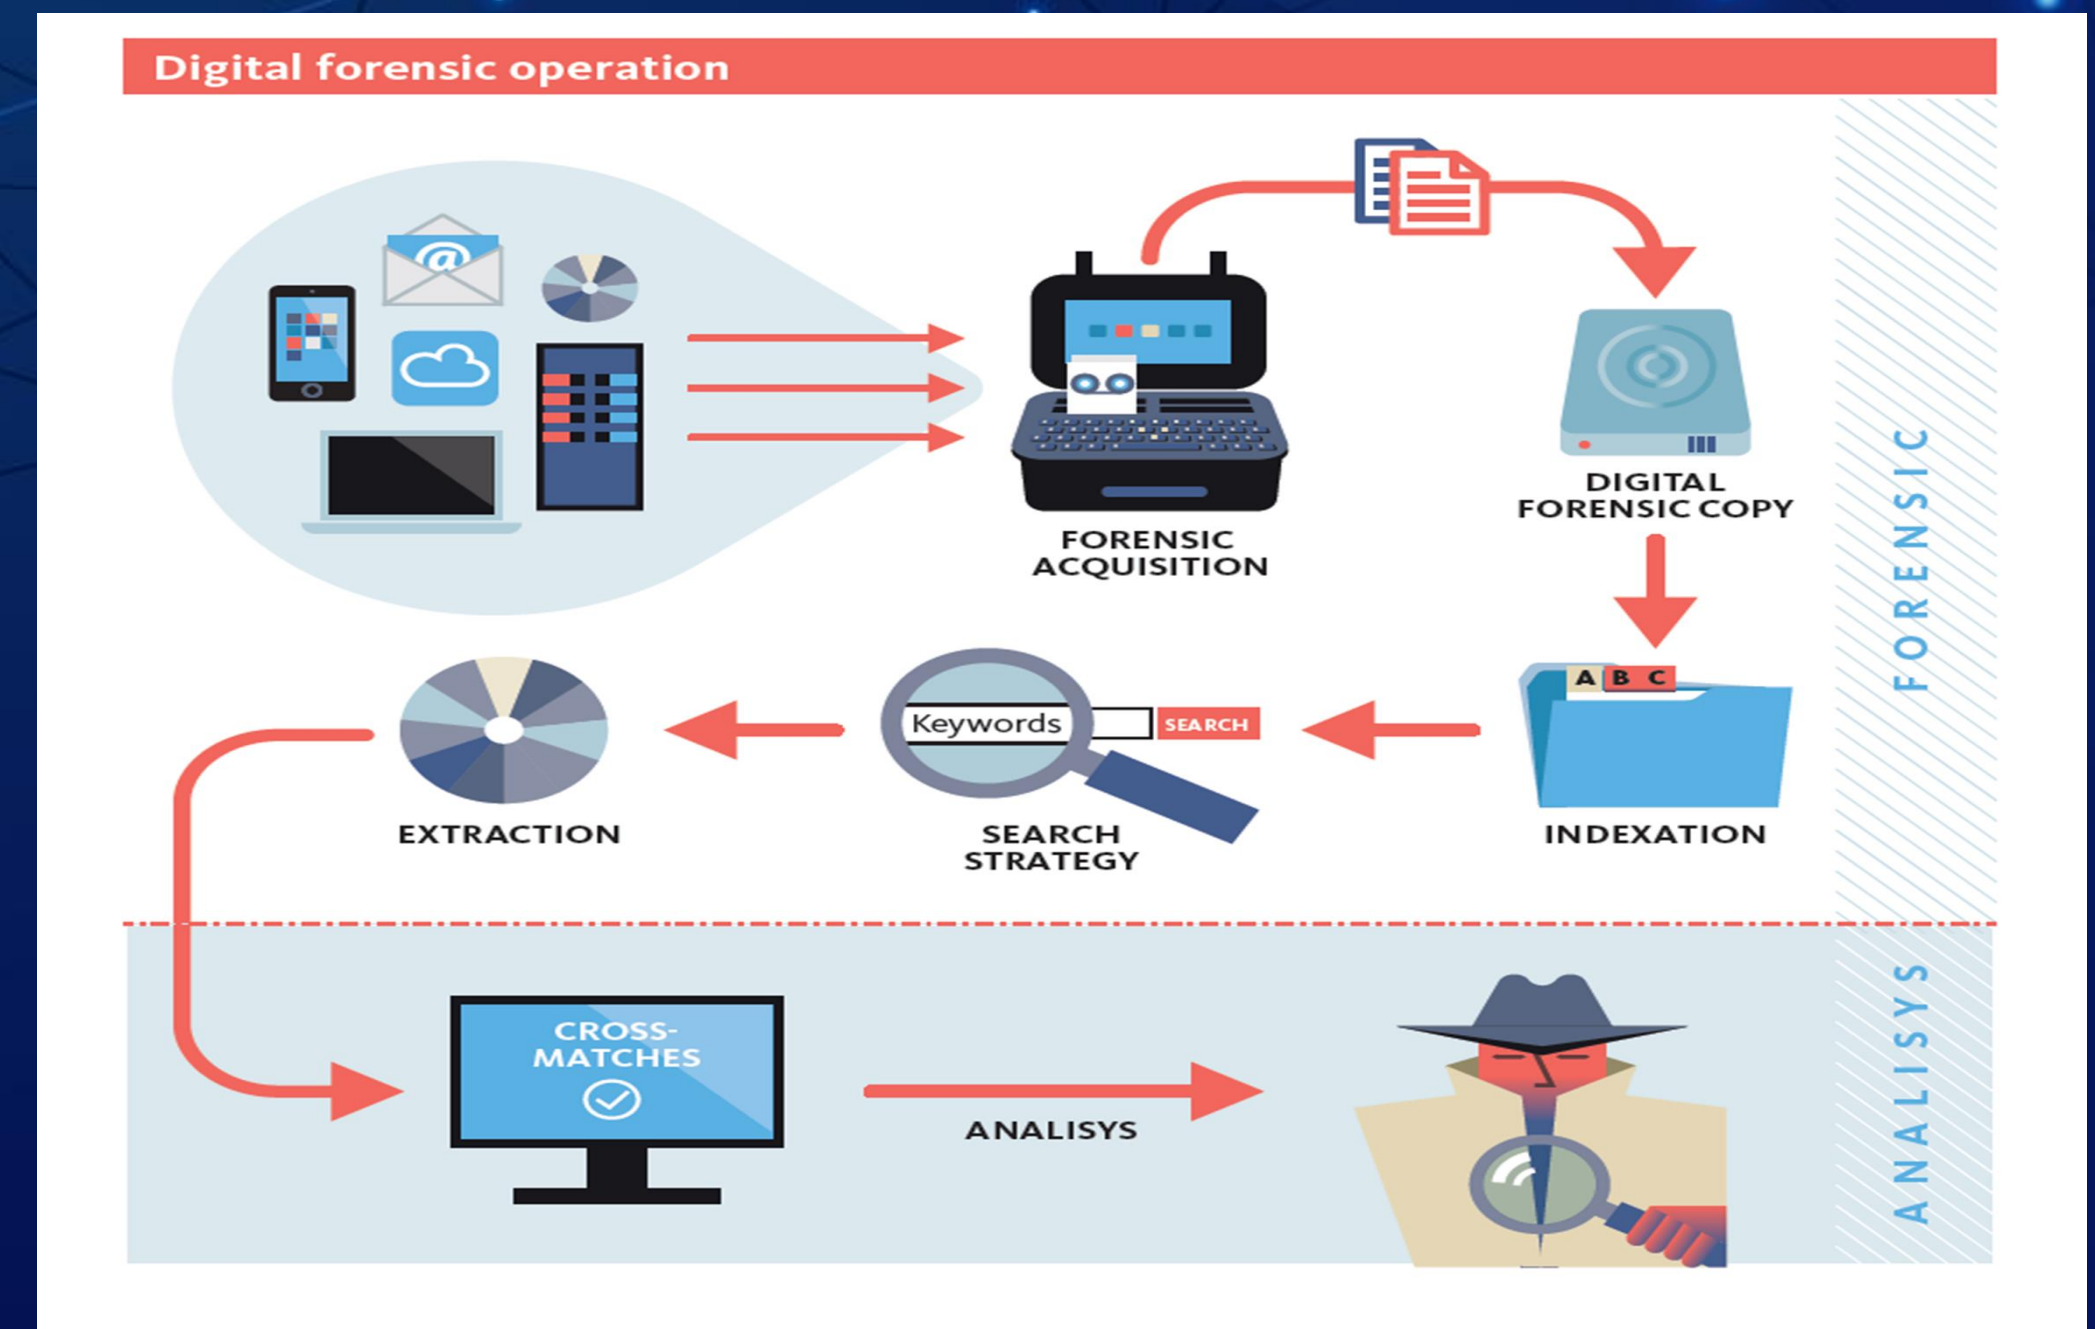 Digital forensic operation
@
FORENSIC
ACQUISITION
DIGITAL
FORENSIC COPY
A B C
INDEXATION
Keywords
SEARCH
SEARCH
STRATEGY
EXTRACTION
FORENSIC
CROSS-
MATCHES
ANALISYS
ANALISYS